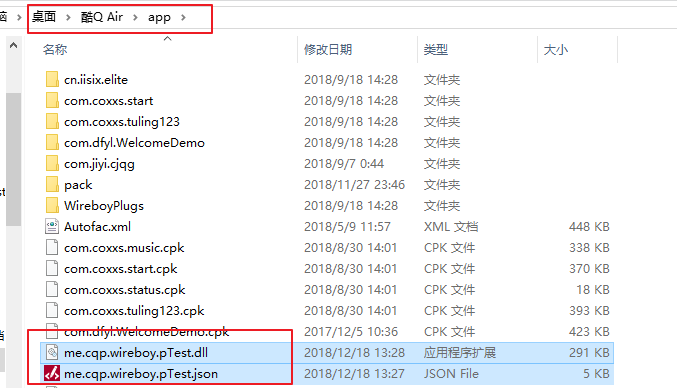 脑 › 桌面 › 酷Q Air › app ›
名称 修改日期 类型 大小
cn.iisix.elite 2018/9/18 14:28 文件夹
com.coxxs.start 2018/9/18 14:28 文件夹
com.coxxs.tuling123 2018/9/18 14:28 文件夹
com.dfyl.WelcomeDemo 2018/9/18 14:28 文件夹
com.jiyi.cjqg 2018/9/7 0:44 文件夹
pack 2018/11/27 23:46 文件夹
WireboyPlugs 2018/9/18 14:28 文件夹
Autofac.xml 2018/5/9 11:57 XML 文档 448 KB
com.coxxs.music.cpk 2018/8/30 14:01 CPK 文件 338 KB
com.coxxs.start.cpk 2018/8/30 14:01 CPK 文件 370 KB
com.coxxs.status.cpk 2018/8/30 14:01 CPK 文件 18 KB
com.coxxs.tuling123.cpk 2018/8/30 14:01 CPK 文件 393 KB
com.dfyl.WelcomeDemo.cpk 2017/12/5 10:36 CPK 文件 423 KB
me.cqp.wireboy.pTest.dll 2018/12/18 13:28 应用程序扩展 291 KB
me.cqp.wireboy.pTest.json 2018/12/18 13:27 JSON File 5 KB